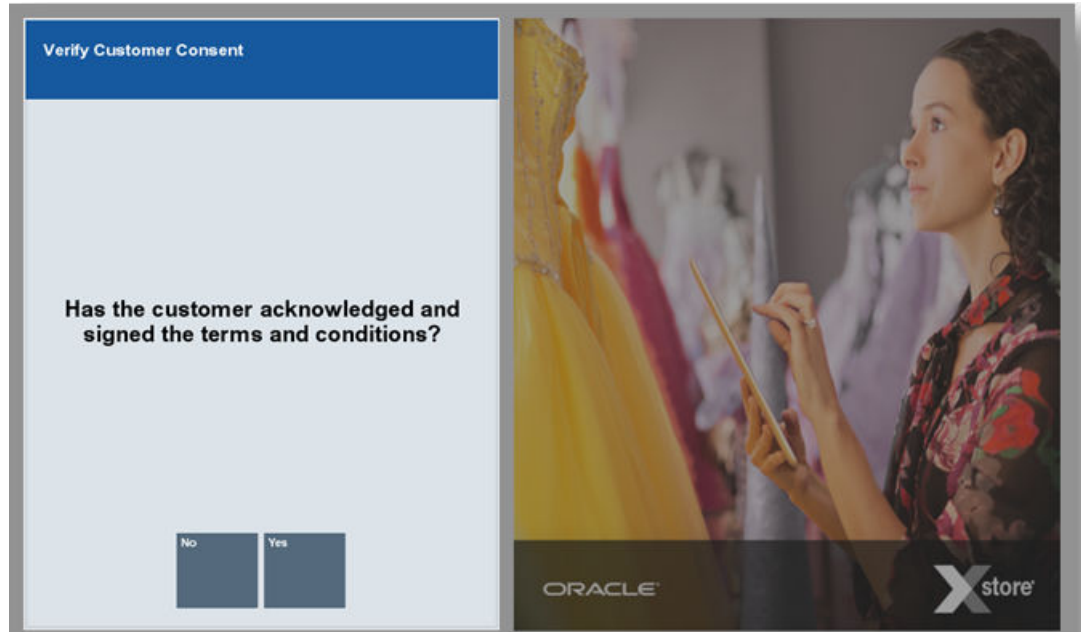 Verify Customer Consent
Has the customer acknowledged and
signed the terms and conditions?
No
Yes
ORACLE
Xstore